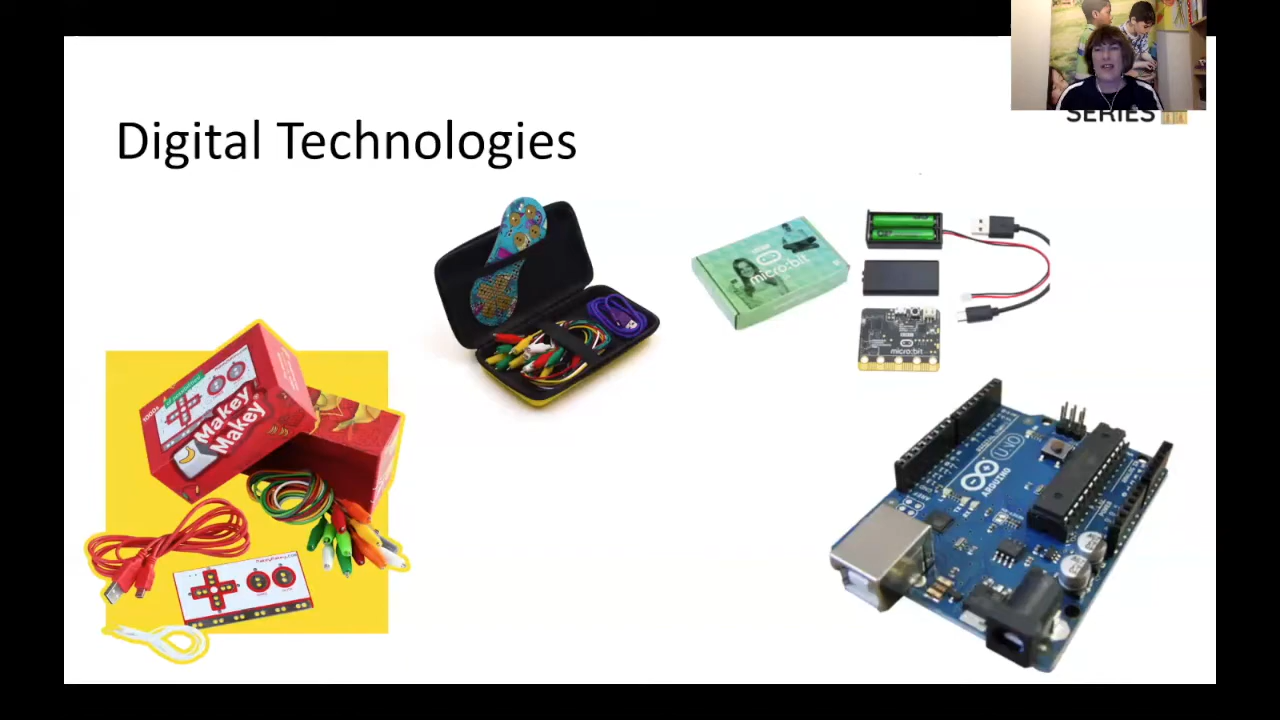 SERIES
Digital Technologies
micro:bit
micro:bit
UNO
ARDUINO
Makey
Makey